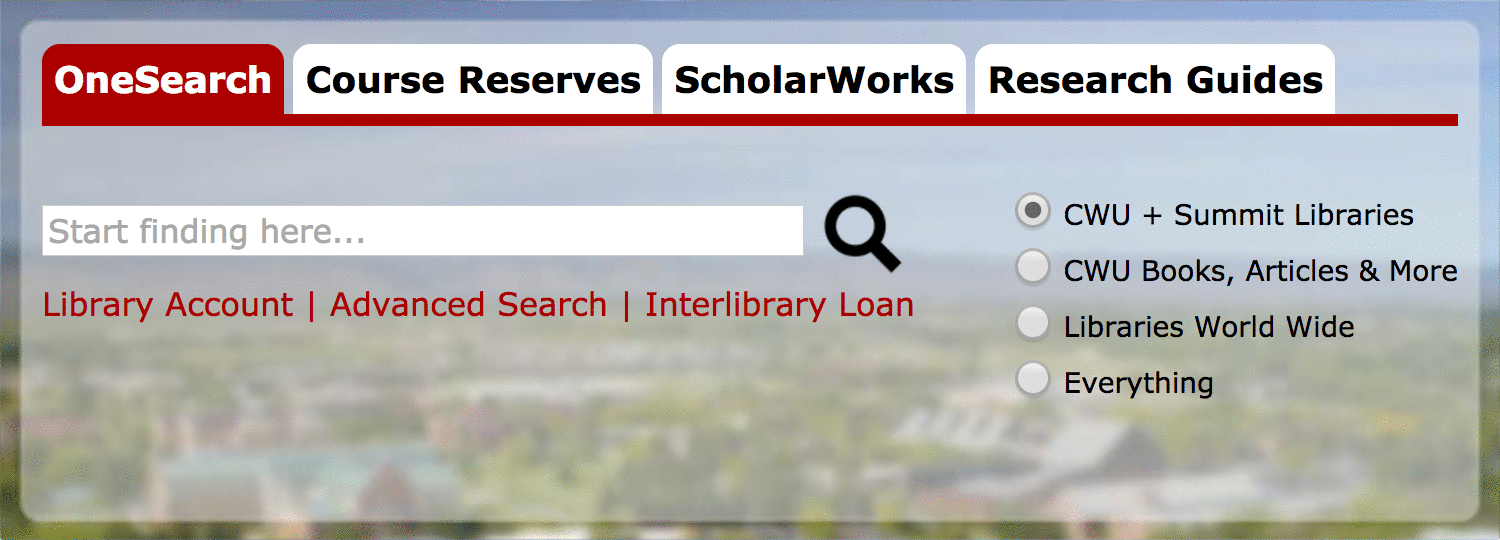 OneSearch Course Reserves ScholarWorks Research Guides
Start finding here...
Library Account | Advanced Search | Interlibrary Loan
CWU + Summit Libraries
CWU Books, Articles & More
Libraries World Wide
Everything